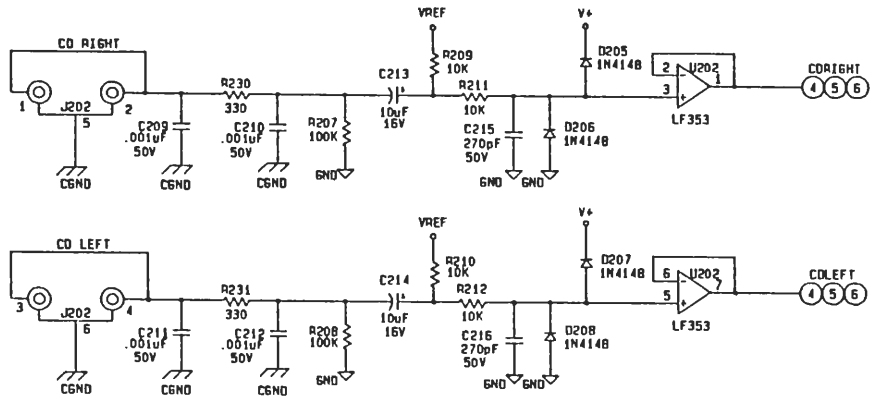 CD RIGHT
1
J202
5
2
CGND
C209
.001uF
50V
CGND
R230
330
C210
.001uF
50V
CGND
R207
100K
GND
C213
+
10uF
16V
VREF
R209
10K
R211
10K
C215
270pF
50V
GND
GND
D206
1N4148
V+
D205
1N4148
2
-
3
+
U202
1
LF353
CDRIGHT
4 5 6
CD LEFT
3
J202
6
4
CGND
C211
.001uF
50V
CGND
R231
330
C212
.001uF
50V
CGND
R208
100K
GND
C214
+
10uF
16V
VREF
R210
10K
R212
10K
C216
270pF
50V
GND
GND
D208
1N4148
V+
D207
1N4148
6
-
5
+
U202
7
LF353
CDLEFT
4 5 6